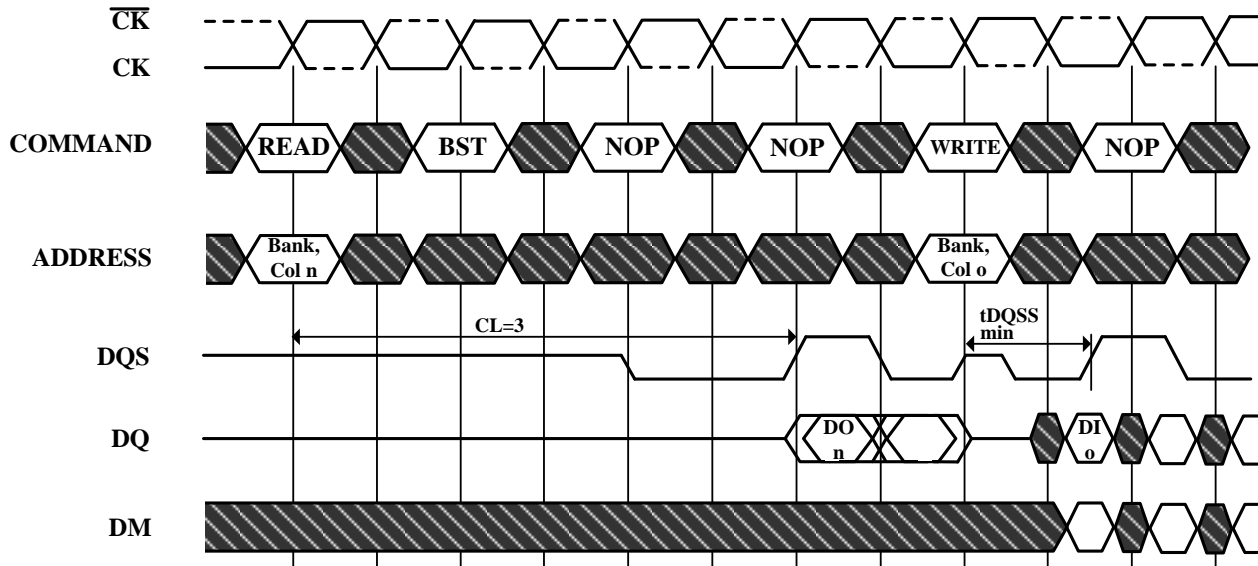 C̅K̅
CK
COMMAND
READ
BST
NOP
NOP
WRITE
NOP
ADDRESS
Bank,
Col n
Bank,
Col o
DQS
CL=3
tDQSS
min
DQ
DO
n
DI
o
DM